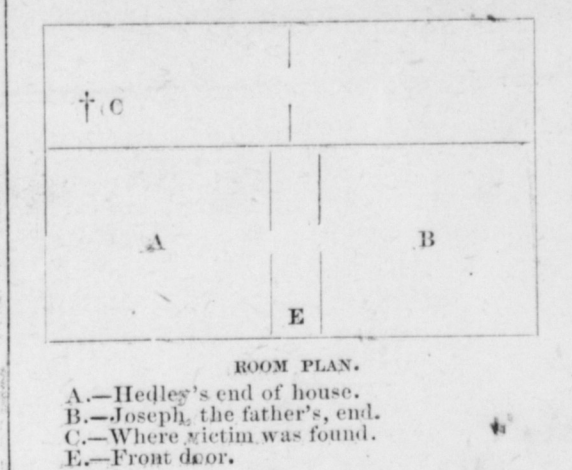 † C
A
B
E
ROOM PLAN.
A.—Hedley's end of house.
B.—Joseph, the father's, end.
C.—Where victim was found.
E.—Front door.